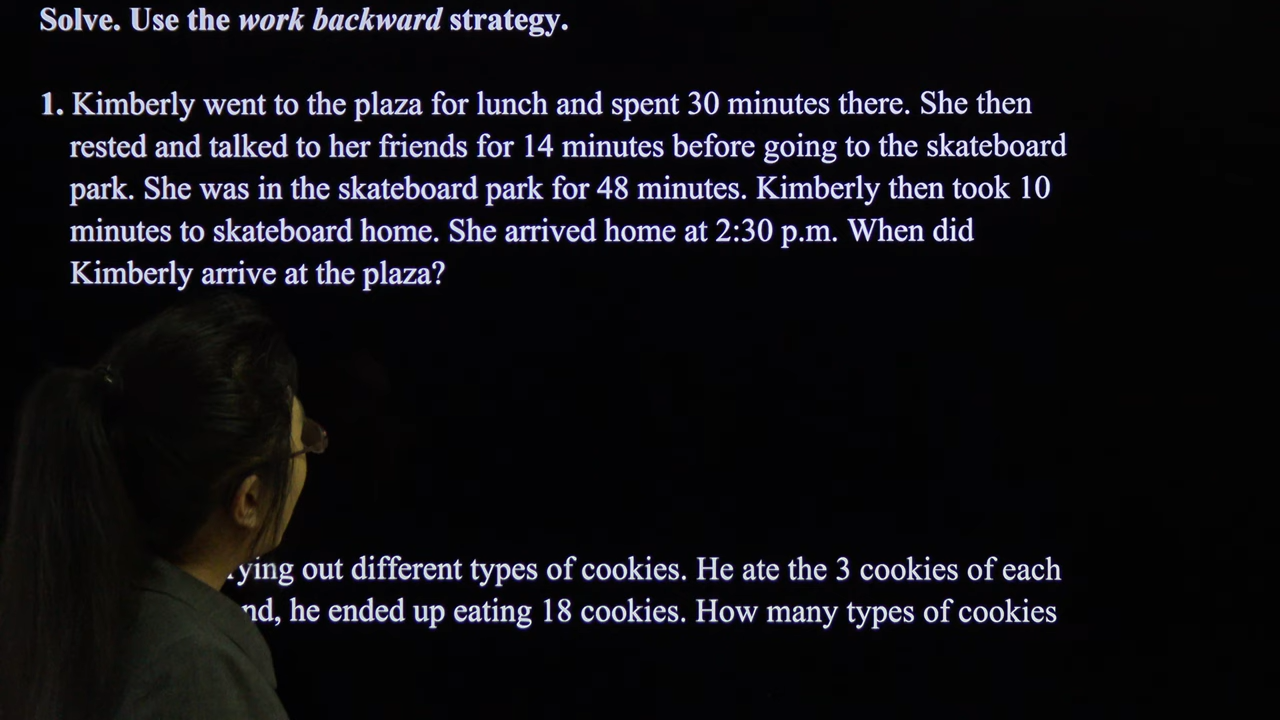 Solve. Use the work backward strategy.
1. Kimberly went to the plaza for lunch and spent 30 minutes there. She then
rested and talked to her friends for 14 minutes before going to the skateboard
park. She was in the skateboard park for 48 minutes. Kimberly then took 10
minutes to skateboard home. She arrived home at 2:30 p.m. When did
Kimberly arrive at the plaza?
out different types of cookies. He ate the 3 cookies of each
he ended up eating 18 cookies. How many types of cookies